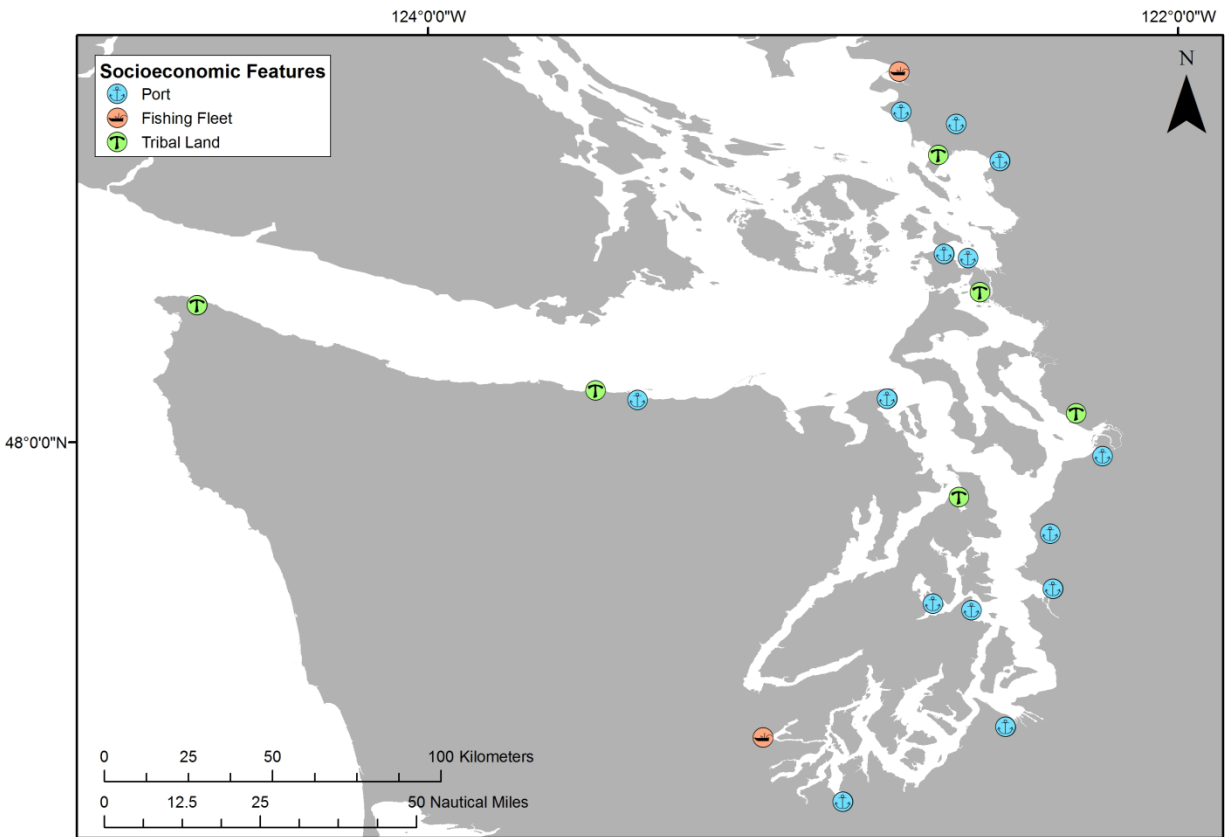 124°0'0"W
122°0'0"W
Socioeconomic Features
Port
Fishing Fleet
Tribal Land
N
48°0'0"N
0 25 50 100 Kilometers
0 12.5 25 50 Nautical Miles